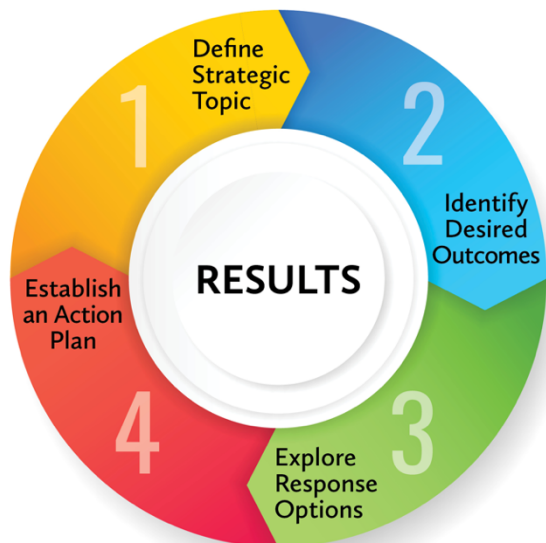 1
Define
Strategic
Topic
2
Identify
Desired
Outcomes
3
Explore
Response
Options
4
Establish
an Action
Plan
RESULTS